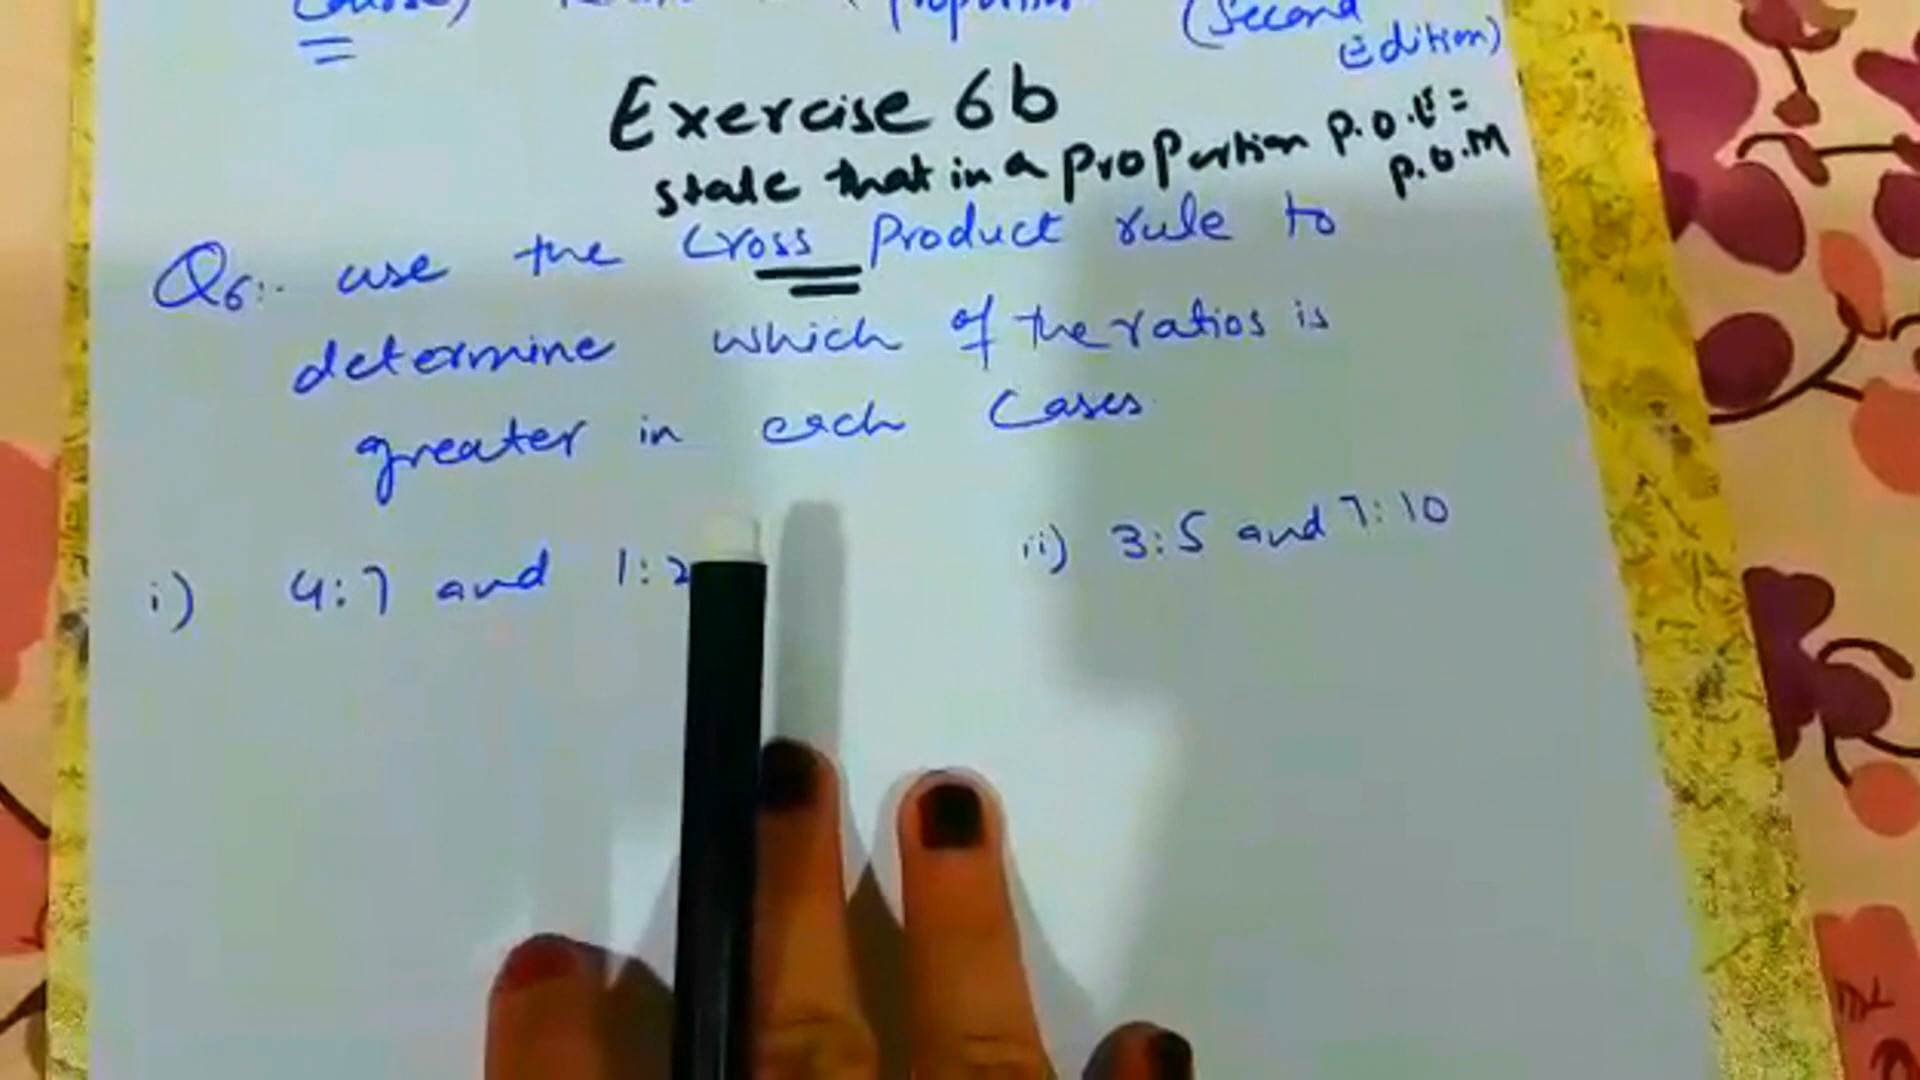 (Second
Edition)
Exercise 6b
state that in a proportion p.o.E =
p.o.M
Q6:- use the cross product rule to
determine which of the ratios is
greater in each cases
i) 4:7 and 1:2
ii) 3:5 and 7:10